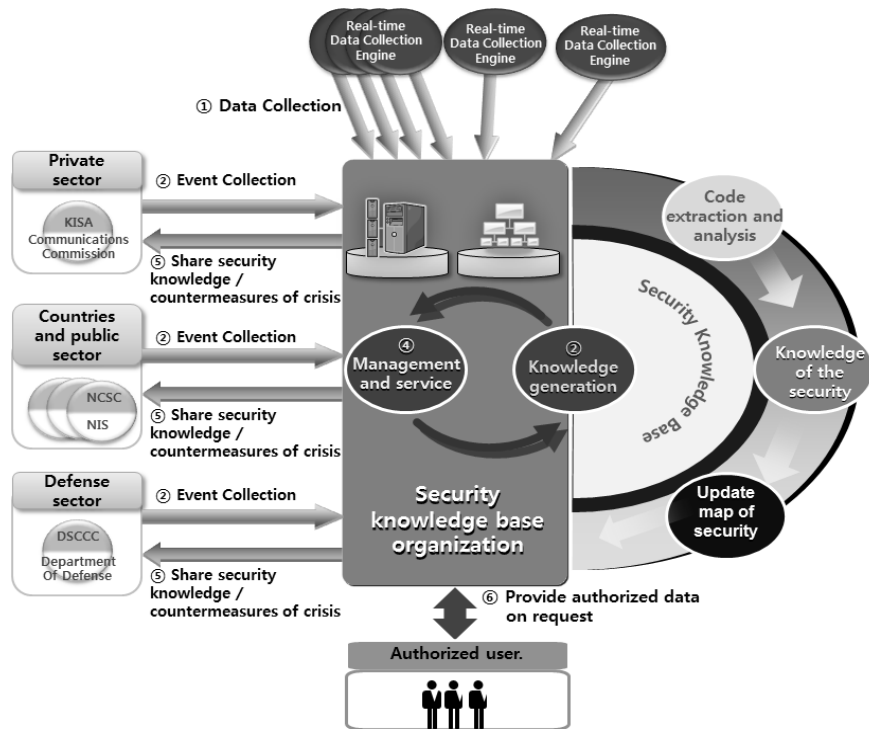 Real-time
Data Collection
Engine
Real-time
Data Collection
Engine
Real-time
Data Collection
Engine
① Data Collection
Private
sector
KISA
Communications
Commission
② Event Collection
⑤ Share security
knowledge /
countermeasures of crisis
Countries
and public
sector
NCSC
NIS
② Event Collection
⑤ Share security
knowledge /
countermeasures of crisis
Defense
sector
DSCCC
Department
Of Defense
② Event Collection
⑤ Share security
knowledge /
countermeasures of crisis
④
Management
and service
②
Knowledge
generation
Security
knowledge base
organization
Security Knowledge Base
Code
extraction and
analysis
Knowledge
of the
security
Update
map of
security
⑥ Provide authorized data
on request
Authorized user.